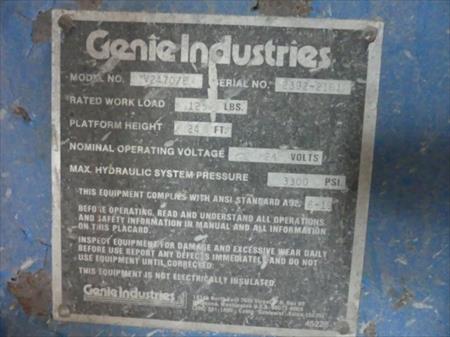 Genie Industries
MODEL NO. V2470/E SERIAL NO. 2392-2161
RATED WORK LOAD LBS.
PLATFORM HEIGHT 24 FT.
NOMINAL OPERATING VOLTAGE 24 VOLTS
MAX. HYDRAULIC SYSTEM PRESSURE 3300 PSI
THIS EQUIPMENT COMPLIES WITH ANSI STANDARD A92.
BEFORE OPERATING, READ AND UNDERSTAND ALL OPERATIONS
AND SAFETY INFORMATION IN MANUAL AND ALL INFORMATION
ON THIS PLACARD.
INSPECT EQUIPMENT FOR DAMAGE AND EXCESSIVE WEAR DAILY
BEFORE USE REPORT ANY DEFECTS IMMEDIATELY AND DO NOT
USE EQUIPMENT UNTIL CORRECTED.
THIS EQUIPMENT IS NOT ELECTRICALLY INSULATED.
Genie Industries